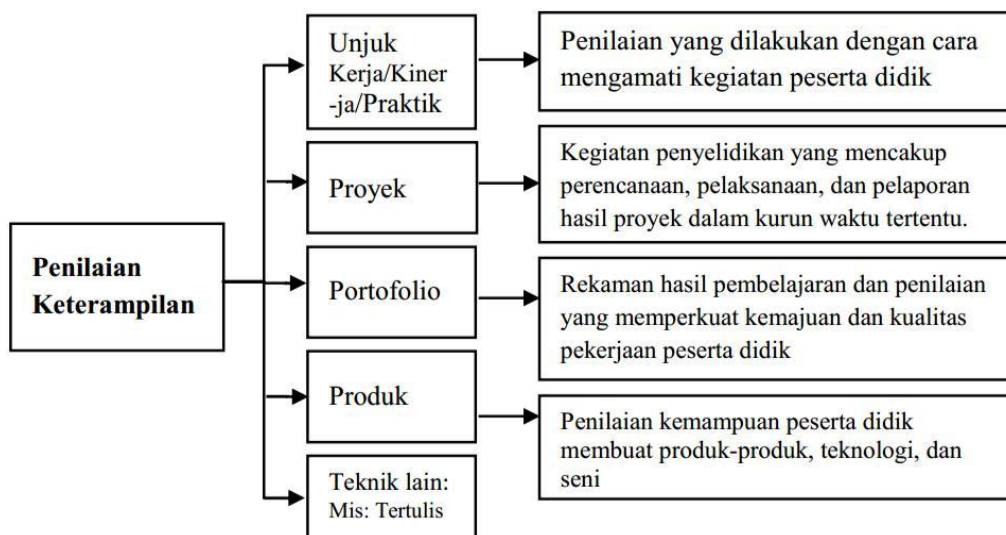 Penilaian
Keterampilan
Unjuk
Kerja/Kiner
-ja/Praktik
Penilaian yang dilakukan dengan cara
mengamati kegiatan peserta didik
Proyek
Kegiatan penyelidikan yang mencakup
perencanaan, pelaksanaan, dan pelaporan
hasil proyek dalam kurun waktu tertentu.
Portofolio
Rekaman hasil pembelajaran dan penilaian
yang memperkuat kemajuan dan kualitas
pekerjaan peserta didik
Produk
Penilaian kemampuan peserta didik
membuat produk-produk, teknologi, dan
seni
Teknik lain:
Mis: Tertulis